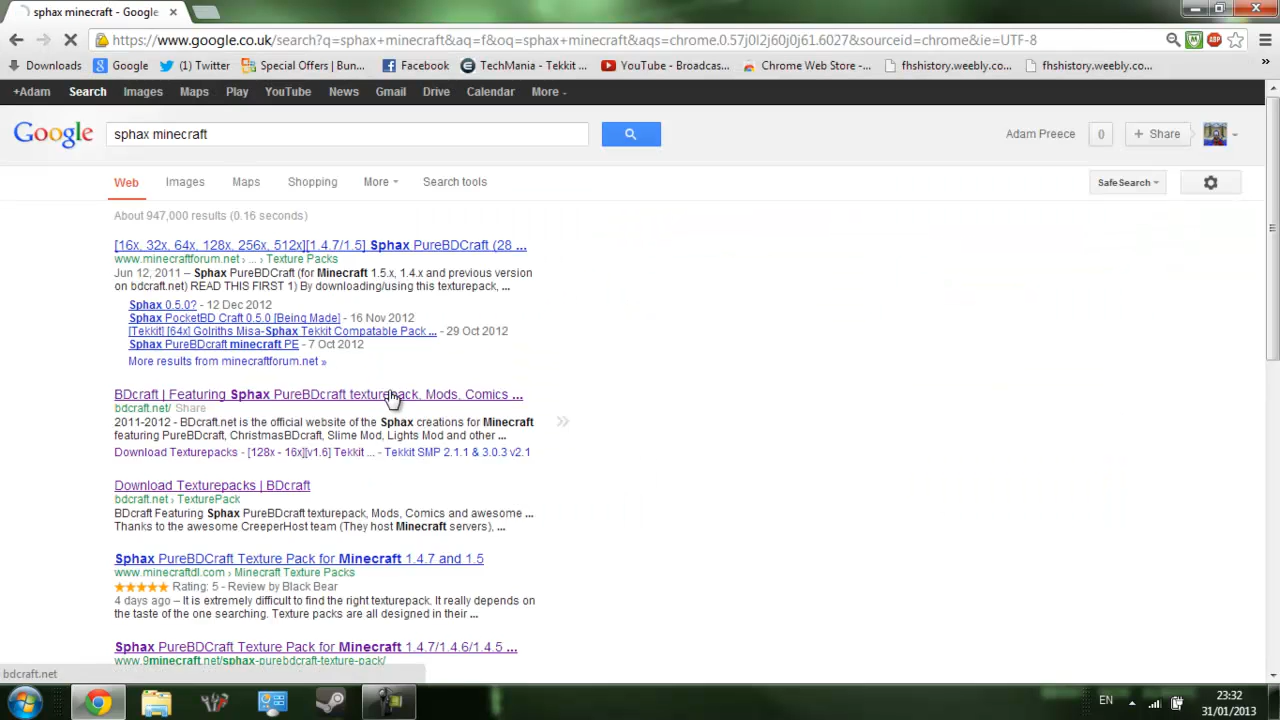 sphax minecraft - Google
https://www.google.co.uk/search?q=sphax+minecraft&aq=f&oq=sphax+minecraft&aqs=chrome.0.57j0l2j60j0j61.6027&sourceid=chrome&ie=UTF-8
Downloads Google (1) Twitter Special Offers | Bun... Facebook TechMania - Tekkit ... YouTube - Broadcas... Chrome Web Store -... fhshistory.weebly.co... fhshistory.weebly.co... »
+Adam Search Images Maps Play YouTube News Gmail Drive Calendar More
Google sphax minecraft Adam Preece 0 + Share
Web Images Maps Shopping More Search tools SafeSearch
About 947,000 results (0.16 seconds)
[16x, 32x, 64x, 128x, 256x, 512x][1.4.7/1.5] Sphax PureBDCraft (28 ...
www.minecraftforum.net › ... › Texture Packs
Jun 12, 2011 – Sphax PureBDCraft (for Minecraft 1.5.x, 1.4.x and previous version
on bdcraft.net) READ THIS FIRST 1) By downloading/using this texturepack, ...
Sphax 0.5.0? - 12 Dec 2012
Sphax PocketBD Craft 0.5.0 [Being Made] - 16 Nov 2012
[Tekkit] [64x] Golriths Misa-Sphax Tekkit Compatable Pack ... - 29 Oct 2012
Sphax PureBDCraft minecraft PE - 7 Oct 2012
More results from minecraftforum.net »
BDcraft | Featuring Sphax PureBDcraft texturepack, Mods, Comics ...
bdcraft.net/ Share
2011-2012 - BDcraft.net is the official website of the Sphax creations for Minecraft
featuring PureBDcraft, ChristmasBDcraft, Slime Mod, Lights Mod and other ...
Download Texturepacks - [128x - 16x][v1.6] Tekkit ... - Tekkit SMP 2.1.1 & 3.0.3 v2.1
Download Texturepacks | BDcraft
bdcraft.net › TexturePack
BDcraft Featuring Sphax PureBDcraft texturepack, Mods, Comics and awesome ...
Thanks to the awesome CreeperHost team (They host Minecraft servers), ...
Sphax PureBDCraft Texture Pack for Minecraft 1.4.7 and 1.5
www.minecraftdl.com › Minecraft Texture Packs
Rating: 5 - Review by Black Bear
4 days ago – It is extremely difficult to find the right texturepack. It really depends on
the taste of the one searching. Texture packs are all designed in their ...
Sphax PureBDCraft Texture Pack for Minecraft 1.4.7/1.4.6/1.4.5 ...
www.9minecraft.net/sphax-purebdcraft-texture-pack/
bdcraft.net
EN 23:32
31/01/2013